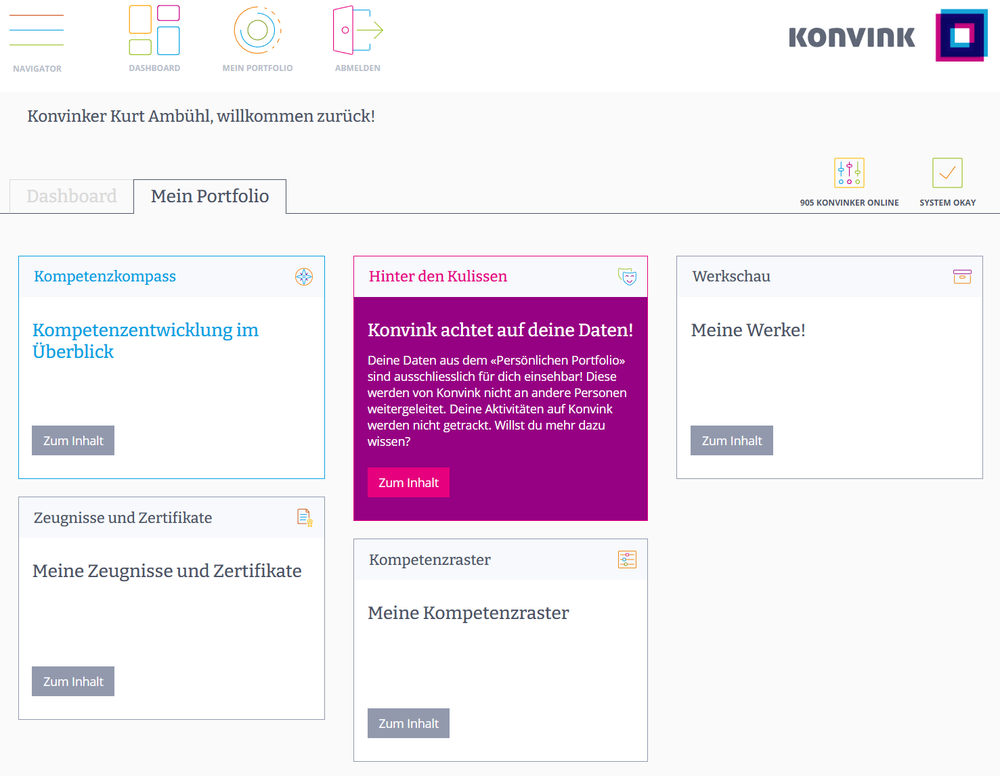 NAVIGATOR
DASHBOARD
MEIN PORTFOLIO
ABMELDEN
KONVINK
Konvinker Kurt Ambühl, willkommen zurück!
Dashboard
Mein Portfolio
905 KONVINKER ONLINE
SYSTEM OKAY
Kompetenzkompass
Kompetenzentwicklung im
Überblick
Zum Inhalt
Hinter den Kulissen
Konvink achtet auf deine Daten!
Deine Daten aus dem «Persönlichen Portfolio»
sind ausschliesslich für dich einsehbar! Diese
werden von Konvink nicht an andere Personen
weitergeleitet. Deine Aktivitäten auf Konvink
werden nicht getrackt. Willst du mehr dazu
wissen?
Zum Inhalt
Werkschau
Meine Werke!
Zum Inhalt
Zeugnisse und Zertifikate
Meine Zeugnisse und Zertifikate
Zum Inhalt
Kompetenzraster
Meine Kompetenzraster
Zum Inhalt